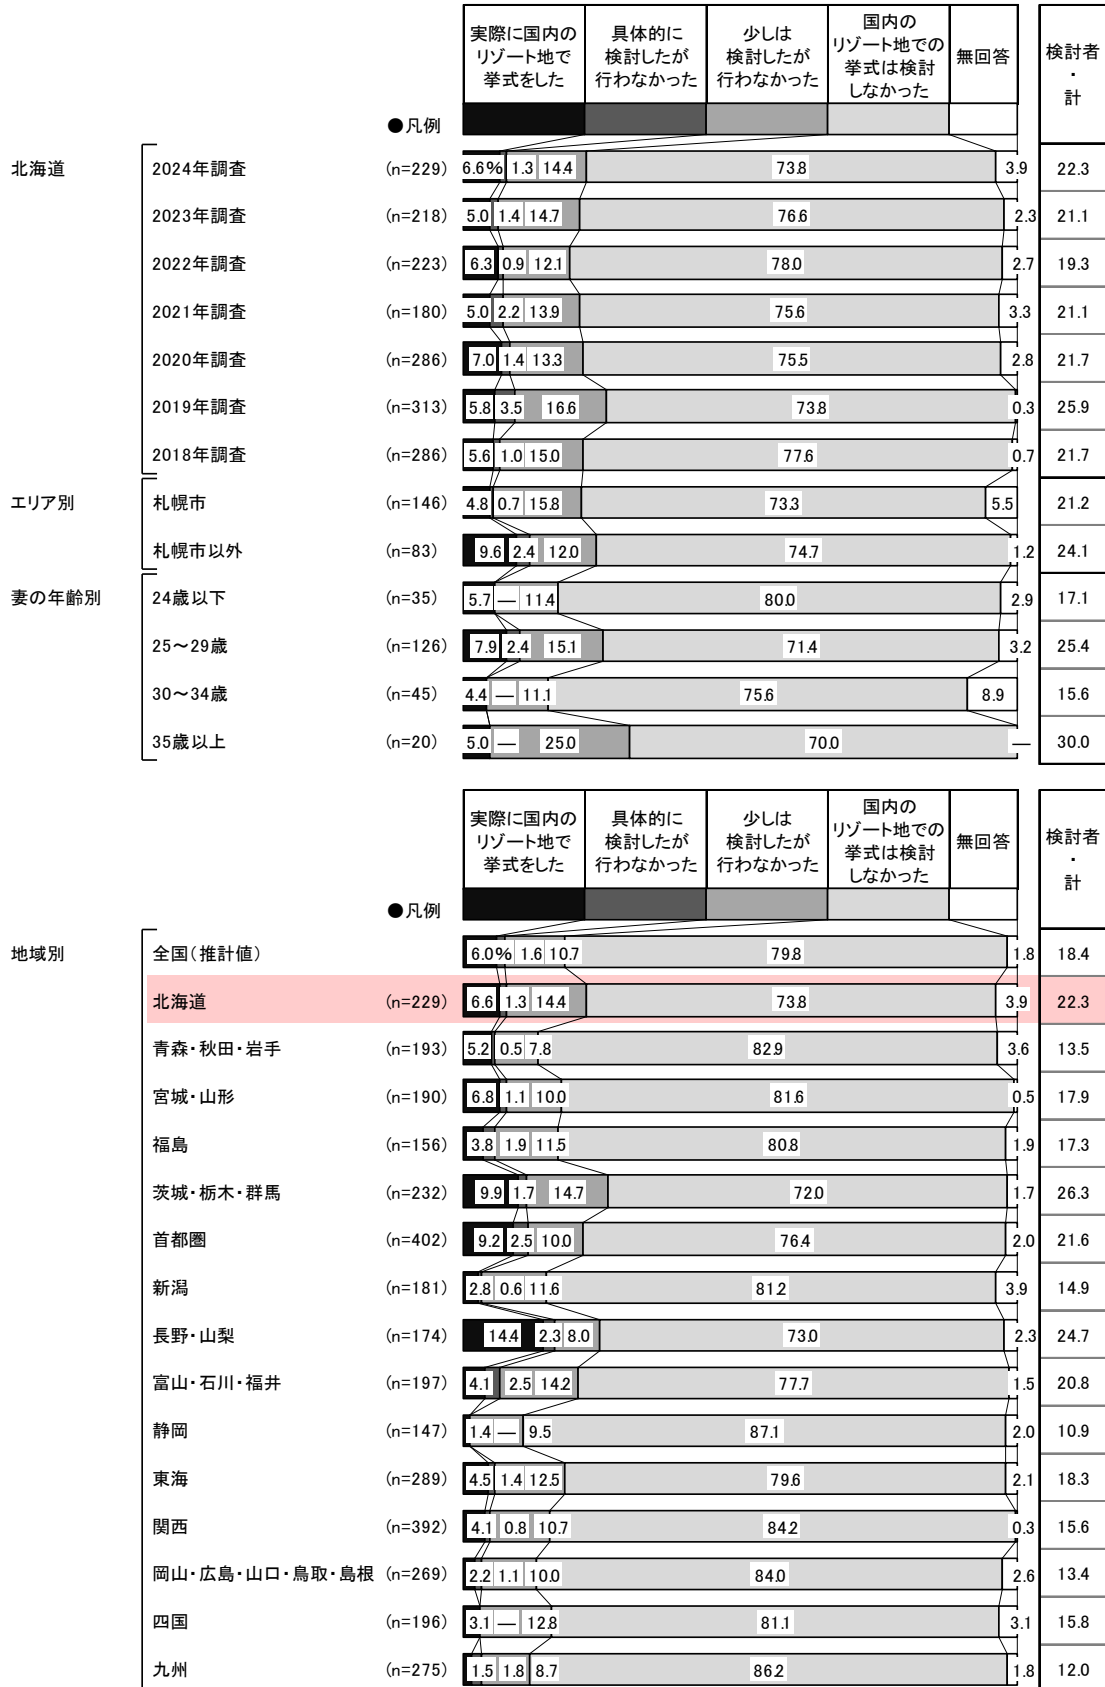 実際に国内の
リゾート地で
挙式をした
具体的に
検討したが
行わなかった
少しは
検討したが
行わなかった
国内の
リゾート地での
挙式は検討
しなかった
無回答
検討者
・
計
●凡例
北海道 2024年調査 (n=229) 6.6% 1.3 14.4 73.8 3.9 22.3
2023年調査 (n=218) 5.0 1.4 14.7 76.6 2.3 21.1
2022年調査 (n=223) 6.3 0.9 12.1 78.0 2.7 19.3
2021年調査 (n=180) 5.0 2.2 13.9 75.6 3.3 21.1
2020年調査 (n=286) 7.0 1.4 13.3 75.5 2.8 21.7
2019年調査 (n=313) 5.8 3.5 16.6 73.8 0.3 25.9
2018年調査 (n=286) 5.6 1.0 15.0 77.6 0.7 21.7
エリア別 札幌市 (n=146) 4.8 0.7 15.8 73.3 5.5 21.2
札幌市以外 (n=83) 9.6 2.4 12.0 74.7 1.2 24.1
妻の年齢別 24歳以下 (n=35) 5.7 — 11.4 80.0 2.9 17.1
25～29歳 (n=126) 7.9 2.4 15.1 71.4 3.2 25.4
30～34歳 (n=45) 4.4 — 11.1 75.6 8.9 15.6
35歳以上 (n=20) 5.0 — 25.0 70.0 — 30.0
実際に国内の
リゾート地で
挙式をした
具体的に
検討したが
行わなかった
少しは
検討したが
行わなかった
国内の
リゾート地での
挙式は検討
しなかった
無回答
検討者
・
計
●凡例
地域別 全国(推計値) 6.0% 1.6 10.7 79.8 1.8 18.4
北海道 (n=229) 6.6 1.3 14.4 73.8 3.9 22.3
青森・秋田・岩手 (n=193) 5.2 0.5 7.8 82.9 3.6 13.5
宮城・山形 (n=190) 6.8 1.1 10.0 81.6 0.5 17.9
福島 (n=156) 3.8 1.9 11.5 80.8 1.9 17.3
茨城・栃木・群馬 (n=232) 9.9 1.7 14.7 72.0 1.7 26.3
首都圏 (n=402) 9.2 2.5 10.0 76.4 2.0 21.6
新潟 (n=181) 2.8 0.6 11.6 81.2 3.9 14.9
長野・山梨 (n=174) 14.4 2.3 8.0 73.0 2.3 24.7
富山・石川・福井 (n=197) 4.1 2.5 14.2 77.7 1.5 20.8
静岡 (n=147) 1.4 — 9.5 87.1 2.0 10.9
東海 (n=289) 4.5 1.4 12.5 79.6 2.1 18.3
関西 (n=392) 4.1 0.8 10.7 84.2 0.3 15.6
岡山・広島・山口・鳥取・島根 (n=269) 2.2 1.1 10.0 84.0 2.6 13.4
四国 (n=196) 3.1 — 12.8 81.1 3.1 15.8
九州 (n=275) 1.5 1.8 8.7 86.2 1.8 12.0